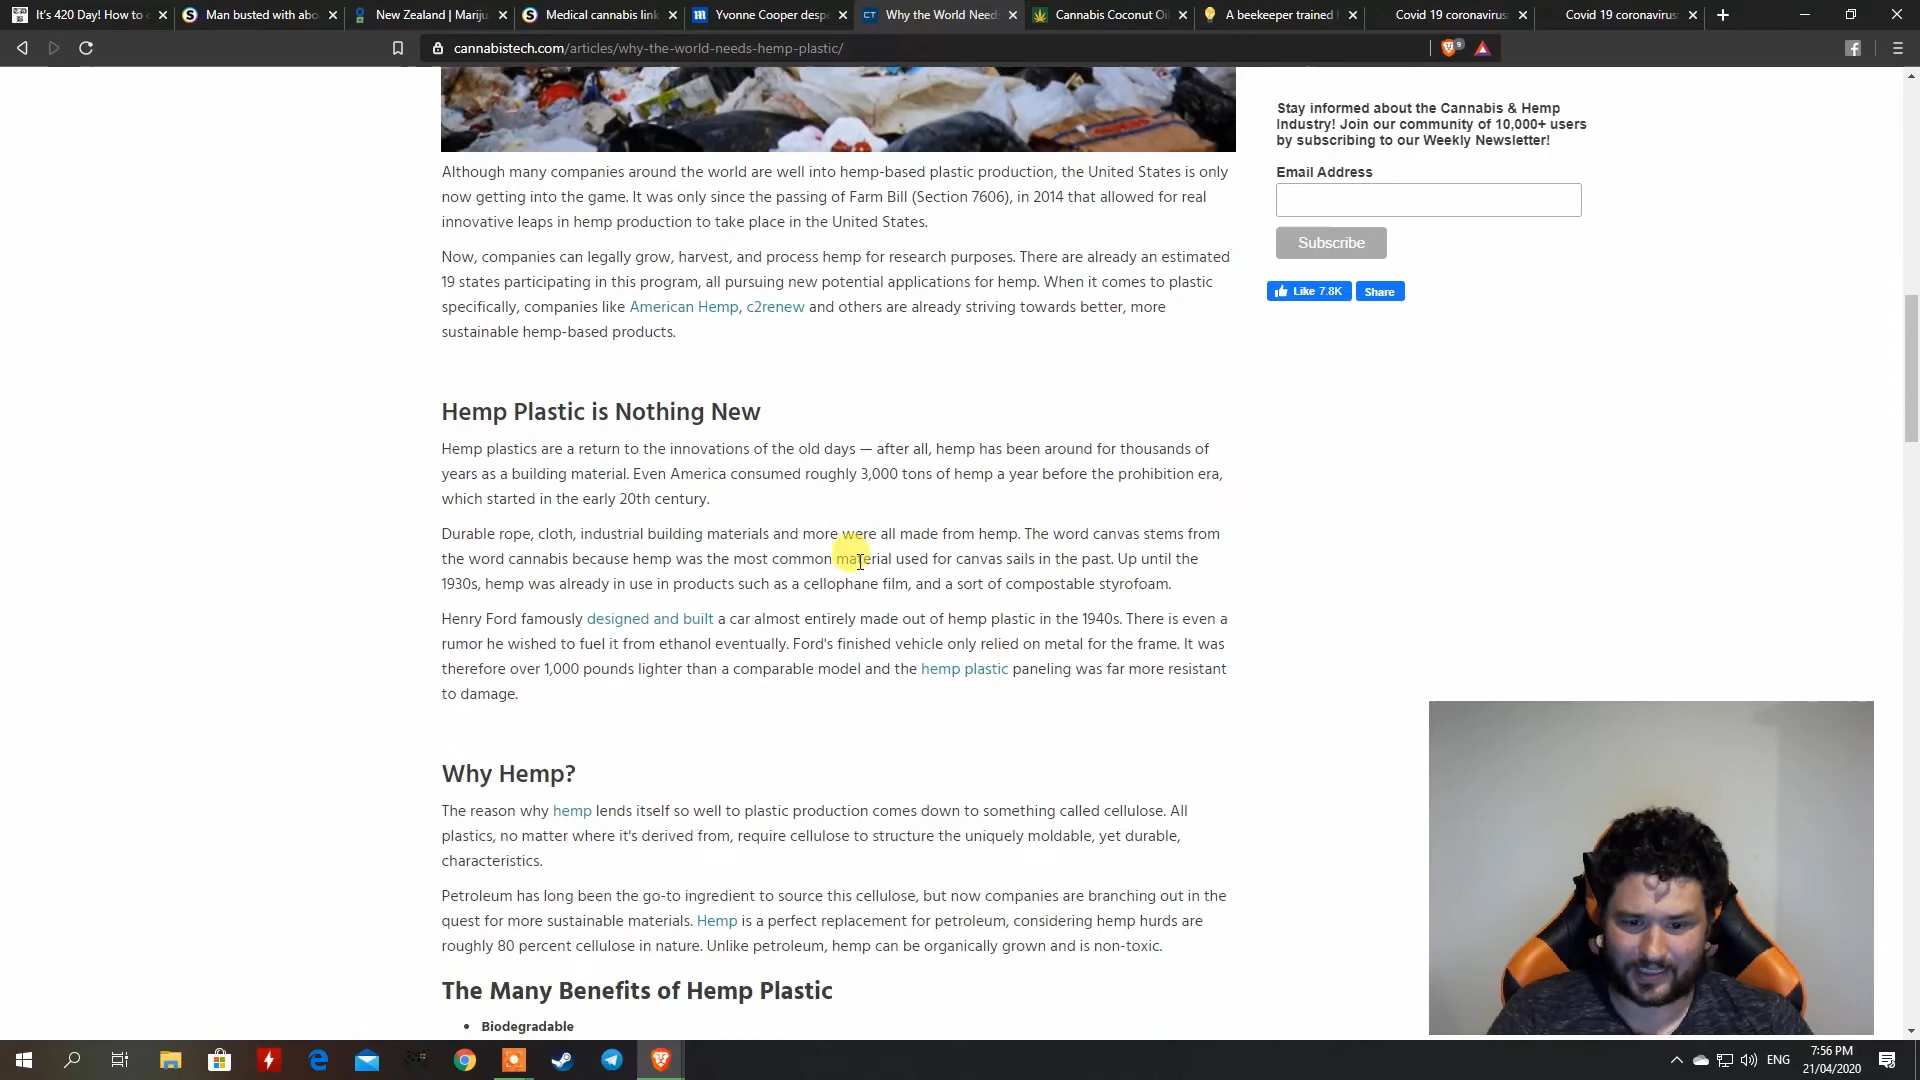 It's 420 Day! How to
Man busted with abo
New Zealand | Mariju
Medical cannabis link
Yvonne Cooper desp
Why the World Need
Cannabis Coconut Oil
A beekeeper trained
Covid 19 coronavirus
Covid 19 coronavirus
cannabistech.com/articles/why-the-world-needs-hemp-plastic/
Although many companies around the world are well into hemp-based plastic production, the United States is only
now getting into the game. It was only since the passing of Farm Bill (Section 7606), in 2014 that allowed for real
innovative leaps in hemp production to take place in the United States.
Now, companies can legally grow, harvest, and process hemp for research purposes. There are already an estimated
19 states participating in this program, all pursuing new potential applications for hemp. When it comes to plastic
specifically, companies like American Hemp, c2renew and others are already striving towards better, more
sustainable hemp-based products.
Hemp Plastic is Nothing New
Hemp plastics are a return to the innovations of the old days — after all, hemp has been around for thousands of
years as a building material. Even America consumed roughly 3,000 tons of hemp a year before the prohibition era,
which started in the early 20th century.
Durable rope, cloth, industrial building materials and more were all made from hemp. The word canvas stems from
the word cannabis because hemp was the most common material used for canvas sails in the past. Up until the
1930s, hemp was already in use in products such as a cellophane film, and a sort of compostable styrofoam.
Henry Ford famously designed and built a car almost entirely made out of hemp plastic in the 1940s. There is even a
rumor he wished to fuel it from ethanol eventually. Ford's finished vehicle only relied on metal for the frame. It was
therefore over 1,000 pounds lighter than a comparable model and the hemp plastic paneling was far more resistant
to damage.
Why Hemp?
The reason why hemp lends itself so well to plastic production comes down to something called cellulose. All
plastics, no matter where it's derived from, require cellulose to structure the uniquely moldable, yet durable,
characteristics.
Petroleum has long been the go-to ingredient to source this cellulose, but now companies are branching out in the
quest for more sustainable materials. Hemp is a perfect replacement for petroleum, considering hemp hurds are
roughly 80 percent cellulose in nature. Unlike petroleum, hemp can be organically grown and is non-toxic.
The Many Benefits of Hemp Plastic
• Biodegradable
Stay informed about the Cannabis & Hemp
Industry! Join our community of 10,000+ users
by subscribing to our Weekly Newsletter!
Email Address
Subscribe
Like 7.8K
Share
ENG
7:56 PM
21/04/2020